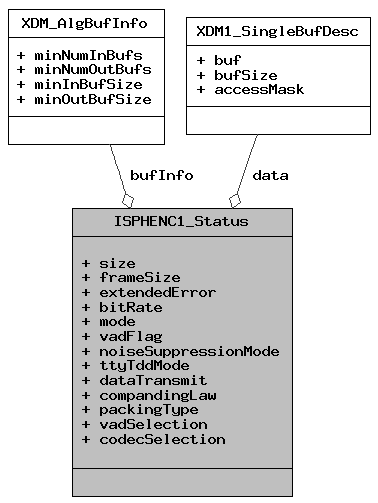 XDM_AlgBufInfo
+ minNumInBufs
+ minNumOutBufs
+ minInBufSize
+ minOutBufSize
XDM1_SingleBufDesc
+ buf
+ bufSize
+ accessMask
bufInfo
data
ISPHENC1_Status
+ size
+ frameSize
+ extendedError
+ bitRate
+ mode
+ vadFlag
+ noiseSuppressionMode
+ ttyTddMode
+ dataTransmit
+ compandingLaw
+ packingType
+ vadSelection
+ codecSelection